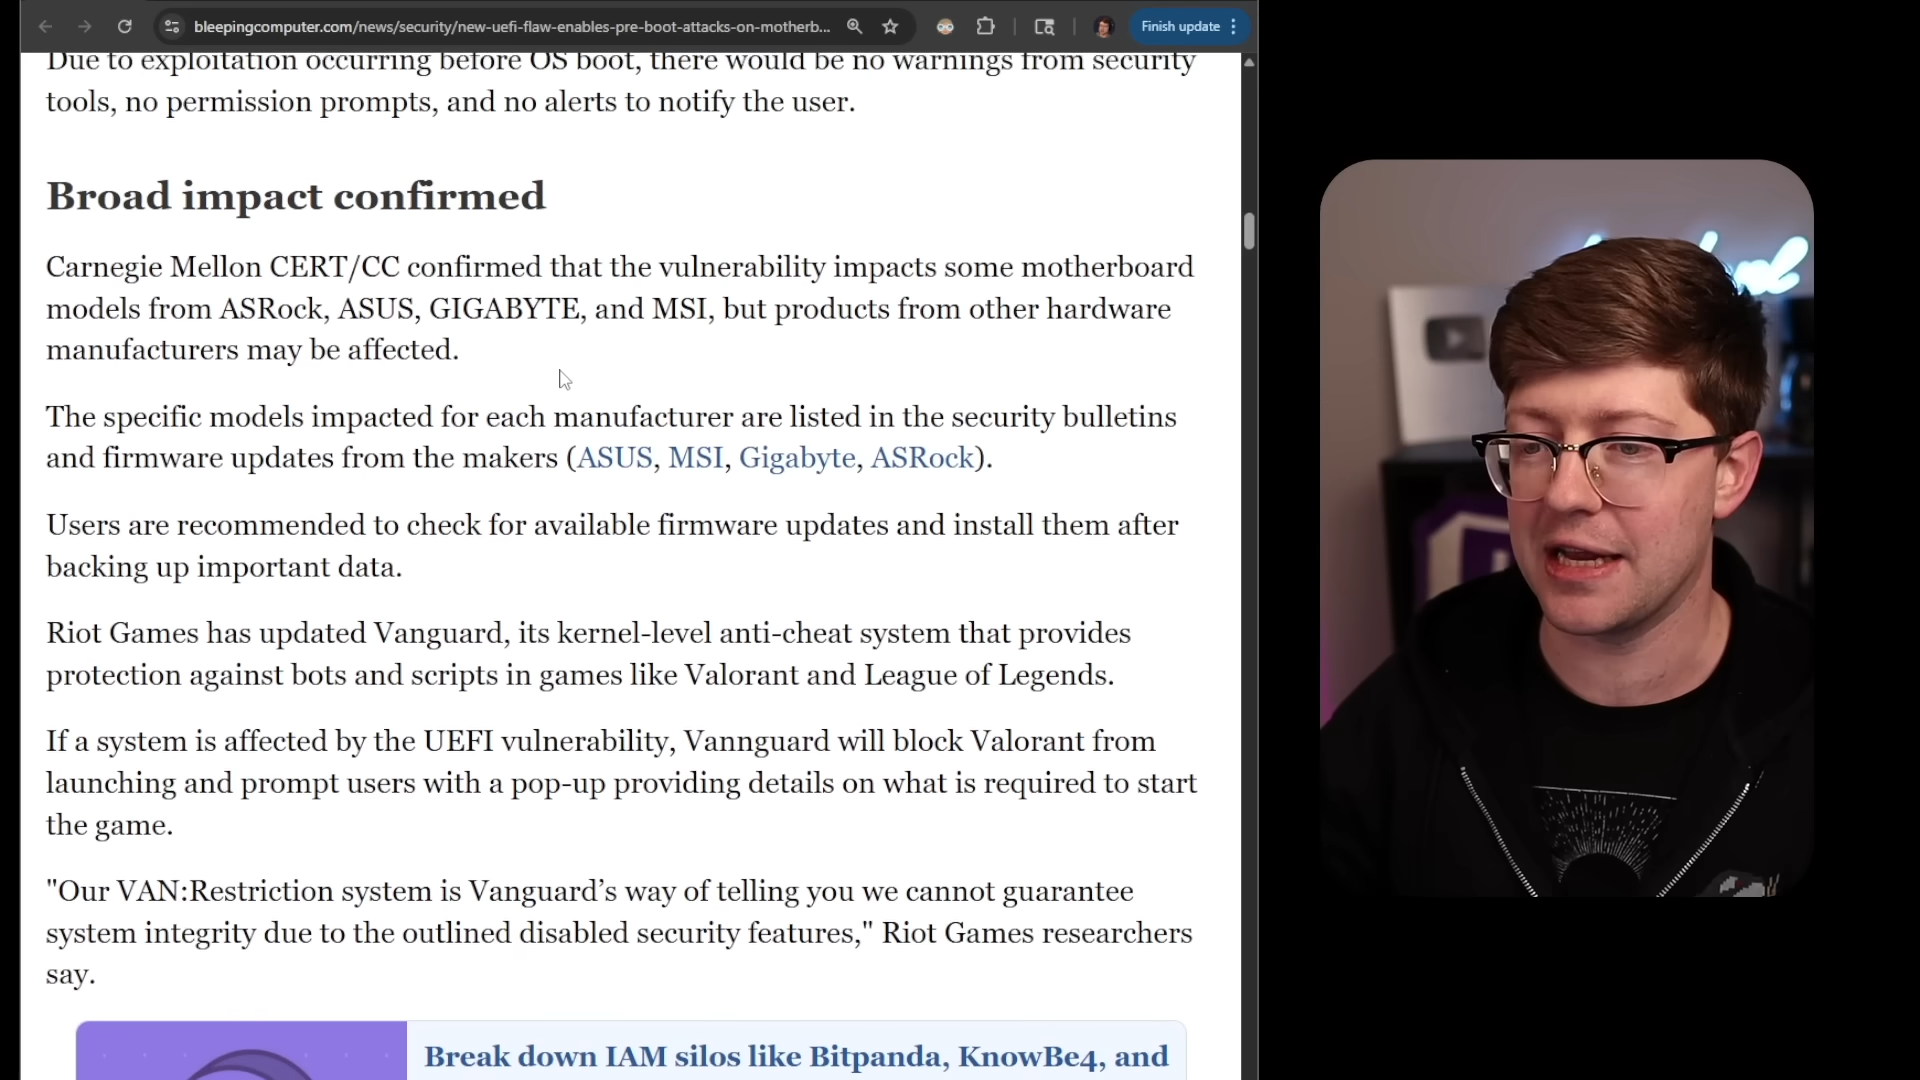 bleepingcomputer.com/news/security/new-uefi-flaw-enables-pre-boot-attacks-on-motherb...
Finish update
Due to exploitation occurring before OS boot, there would be no warnings from security
tools, no permission prompts, and no alerts to notify the user.
Broad impact confirmed
Carnegie Mellon CERT/CC confirmed that the vulnerability impacts some motherboard
models from ASRock, ASUS, GIGABYTE, and MSI, but products from other hardware
manufacturers may be affected.
The specific models impacted for each manufacturer are listed in the security bulletins
and firmware updates from the makers (ASUS, MSI, Gigabyte, ASRock).
Users are recommended to check for available firmware updates and install them after
backing up important data.
Riot Games has updated Vanguard, its kernel-level anti-cheat system that provides
protection against bots and scripts in games like Valorant and League of Legends.
If a system is affected by the UEFI vulnerability, Vannguard will block Valorant from
launching and prompt users with a pop-up providing details on what is required to start
the game.
"Our VAN:Restriction system is Vanguard’s way of telling you we cannot guarantee
system integrity due to the outlined disabled security features," Riot Games researchers
say.
Break down IAM silos like Bitpanda, KnowBe4, and